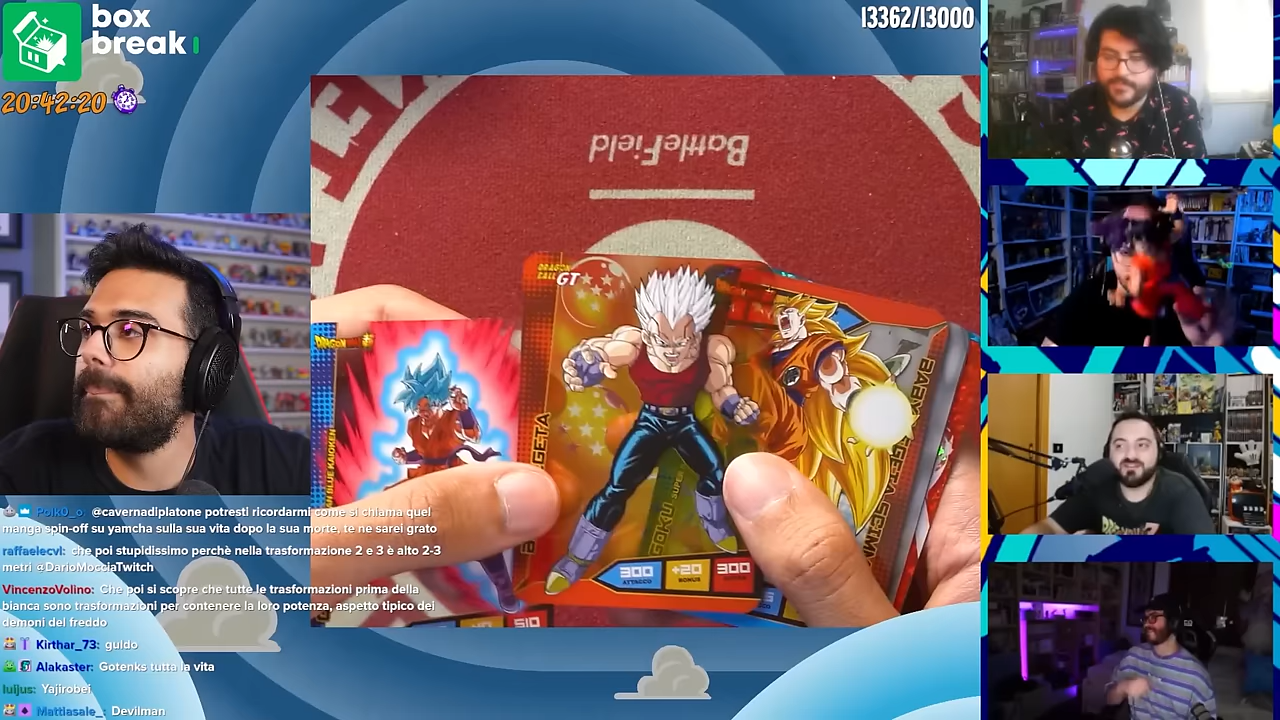 box
break
13362/13000
20:42:20
BattleField
DRAGON
BALL
GT
300
ATTACCO
+20
BONUS
300
GOKU SUPER
510
Polk0_o: @cavernadiplatone potresti ricordarmi come si chiama quel
manga spin-off su yamcha sulla sua vita dopo la sua morte, te ne sarei grato
raffaelecvl: che poi stupidissimo perchè nella trasformazione 2 e 3 è alto 2-3
metri @DarioMocciaTwitch
VincenzoVolino: Che poi si scopre che tutte le trasformazioni prima della
bianca sono trasformazioni per contenere la loro potenza, aspetto tipico dei
demoni del freddo
Kirthar_73: guido
Alakaster: Gotenks tutta la vita
luijus: Yajirobei
Mattiasale_: Devilman